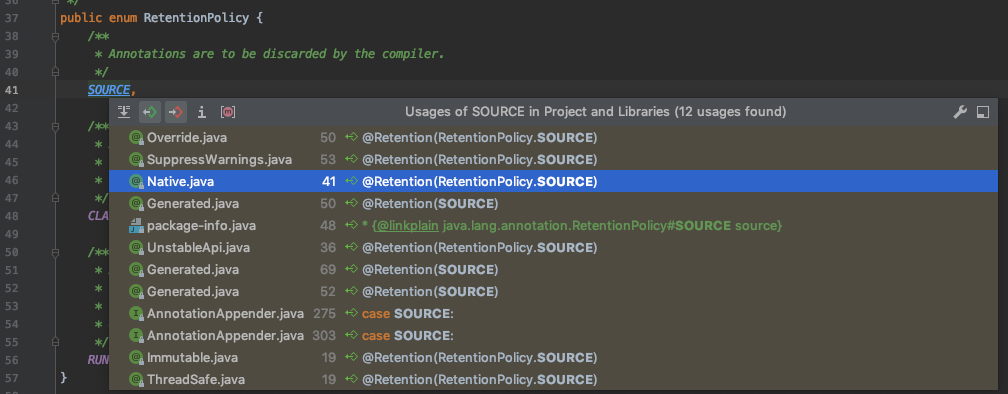 36 */
37 public enum RetentionPolicy {
38 /**
39 * Annotations are to be discarded by the compiler.
40 */
41 SOURCE,
42
Usages of SOURCE in Project and Libraries (12 usages found)
43 /**
Override.java 50 @Retention(RetentionPolicy.SOURCE)
44 *
SuppressWarnings.java 53 @Retention(RetentionPolicy.SOURCE)
45 *
Native.java 41 @Retention(RetentionPolicy.SOURCE)
46 *
Generated.java 50 @Retention(SOURCE)
47 */
package-info.java 48 * {@linkplain java.lang.annotation.RetentionPolicy#SOURCE source}
48 CLA
UnstableApi.java 36 @Retention(RetentionPolicy.SOURCE)
49
Generated.java 69 @Retention(SOURCE)
50 /**
Generated.java 52 @Retention(SOURCE)
51 *
AnnotationAppender.java 275 case SOURCE:
52 *
AnnotationAppender.java 303 case SOURCE:
53 *
Immutable.java 19 @Retention(RetentionPolicy.SOURCE)
54 *
ThreadSafe.java 19 @Retention(RetentionPolicy.SOURCE)
55 */
56 RUN
57 }